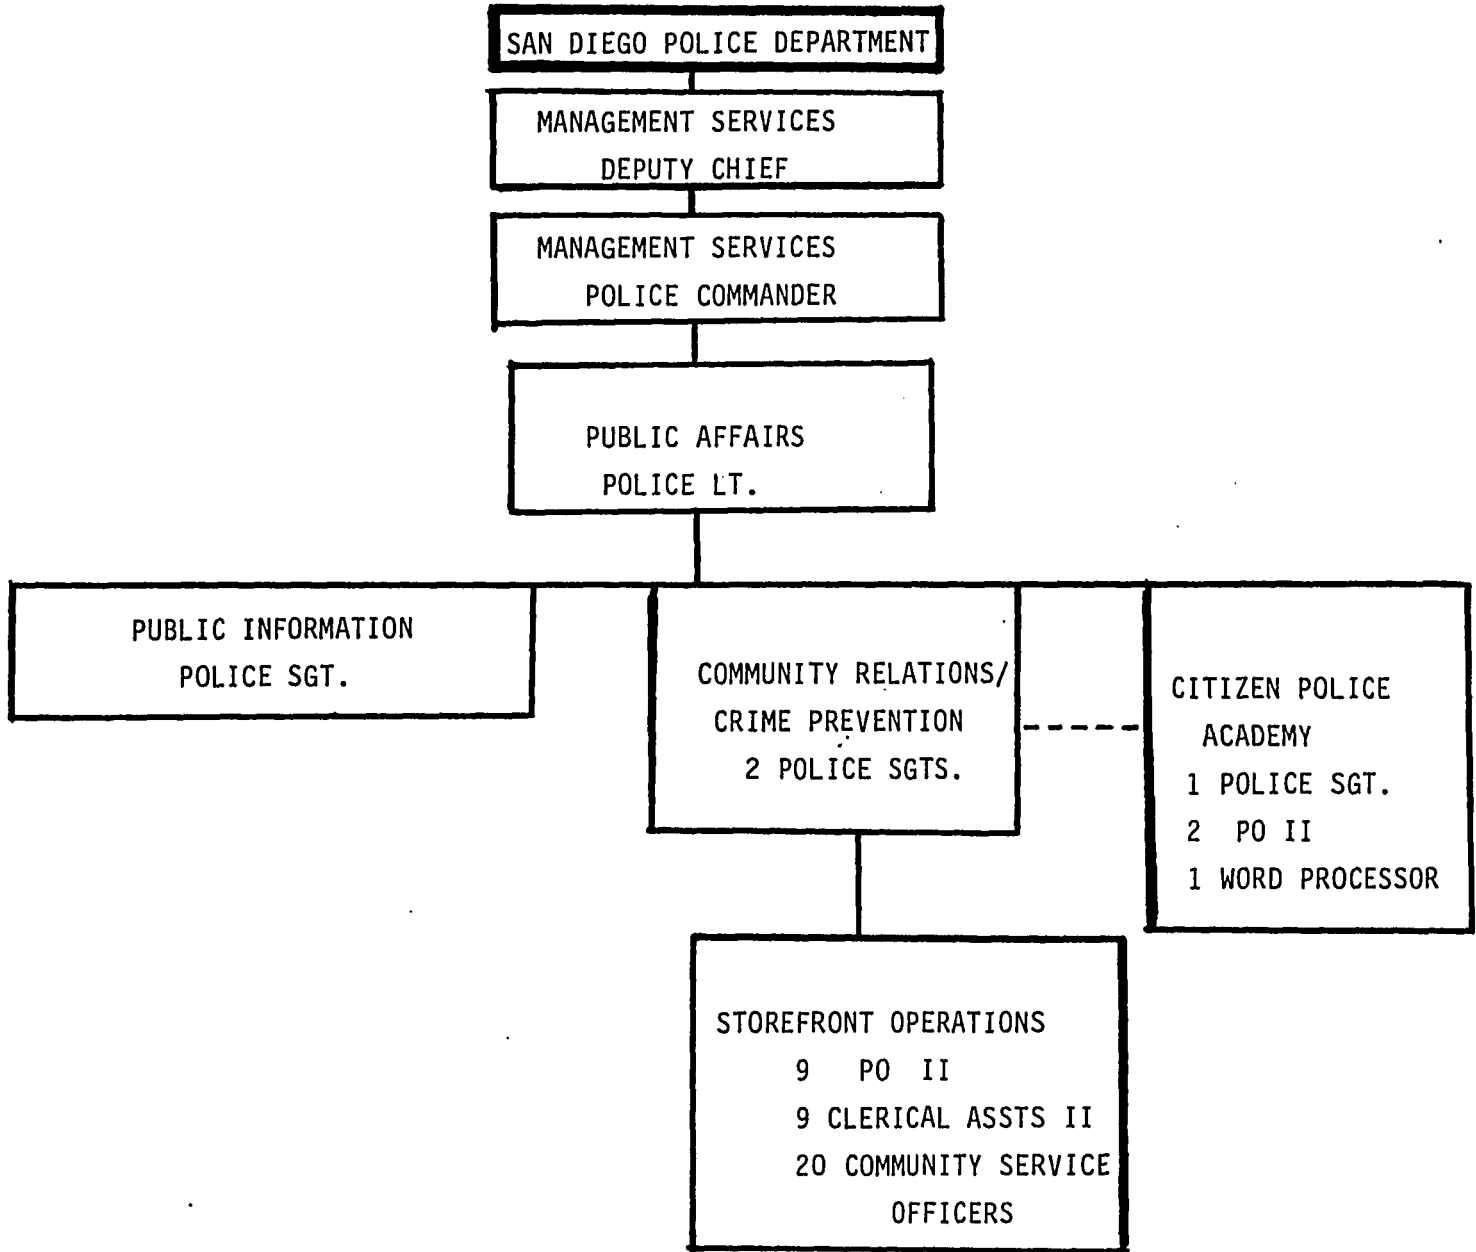 SAN DIEGO POLICE DEPARTMENT
MANAGEMENT SERVICES
DEPUTY CHIEF
MANAGEMENT SERVICES
POLICE COMMANDER
PUBLIC AFFAIRS
POLICE LT.
PUBLIC INFORMATION
POLICE SGT.
COMMUNITY RELATIONS/
CRIME PREVENTION
2 POLICE SGTS.
CITIZEN POLICE
ACADEMY
1 POLICE SGT.
2 PO II
1 WORD PROCESSOR
STOREFRONT OPERATIONS
9 PO II
9 CLERICAL ASSTS II
20 COMMUNITY SERVICE
OFFICERS